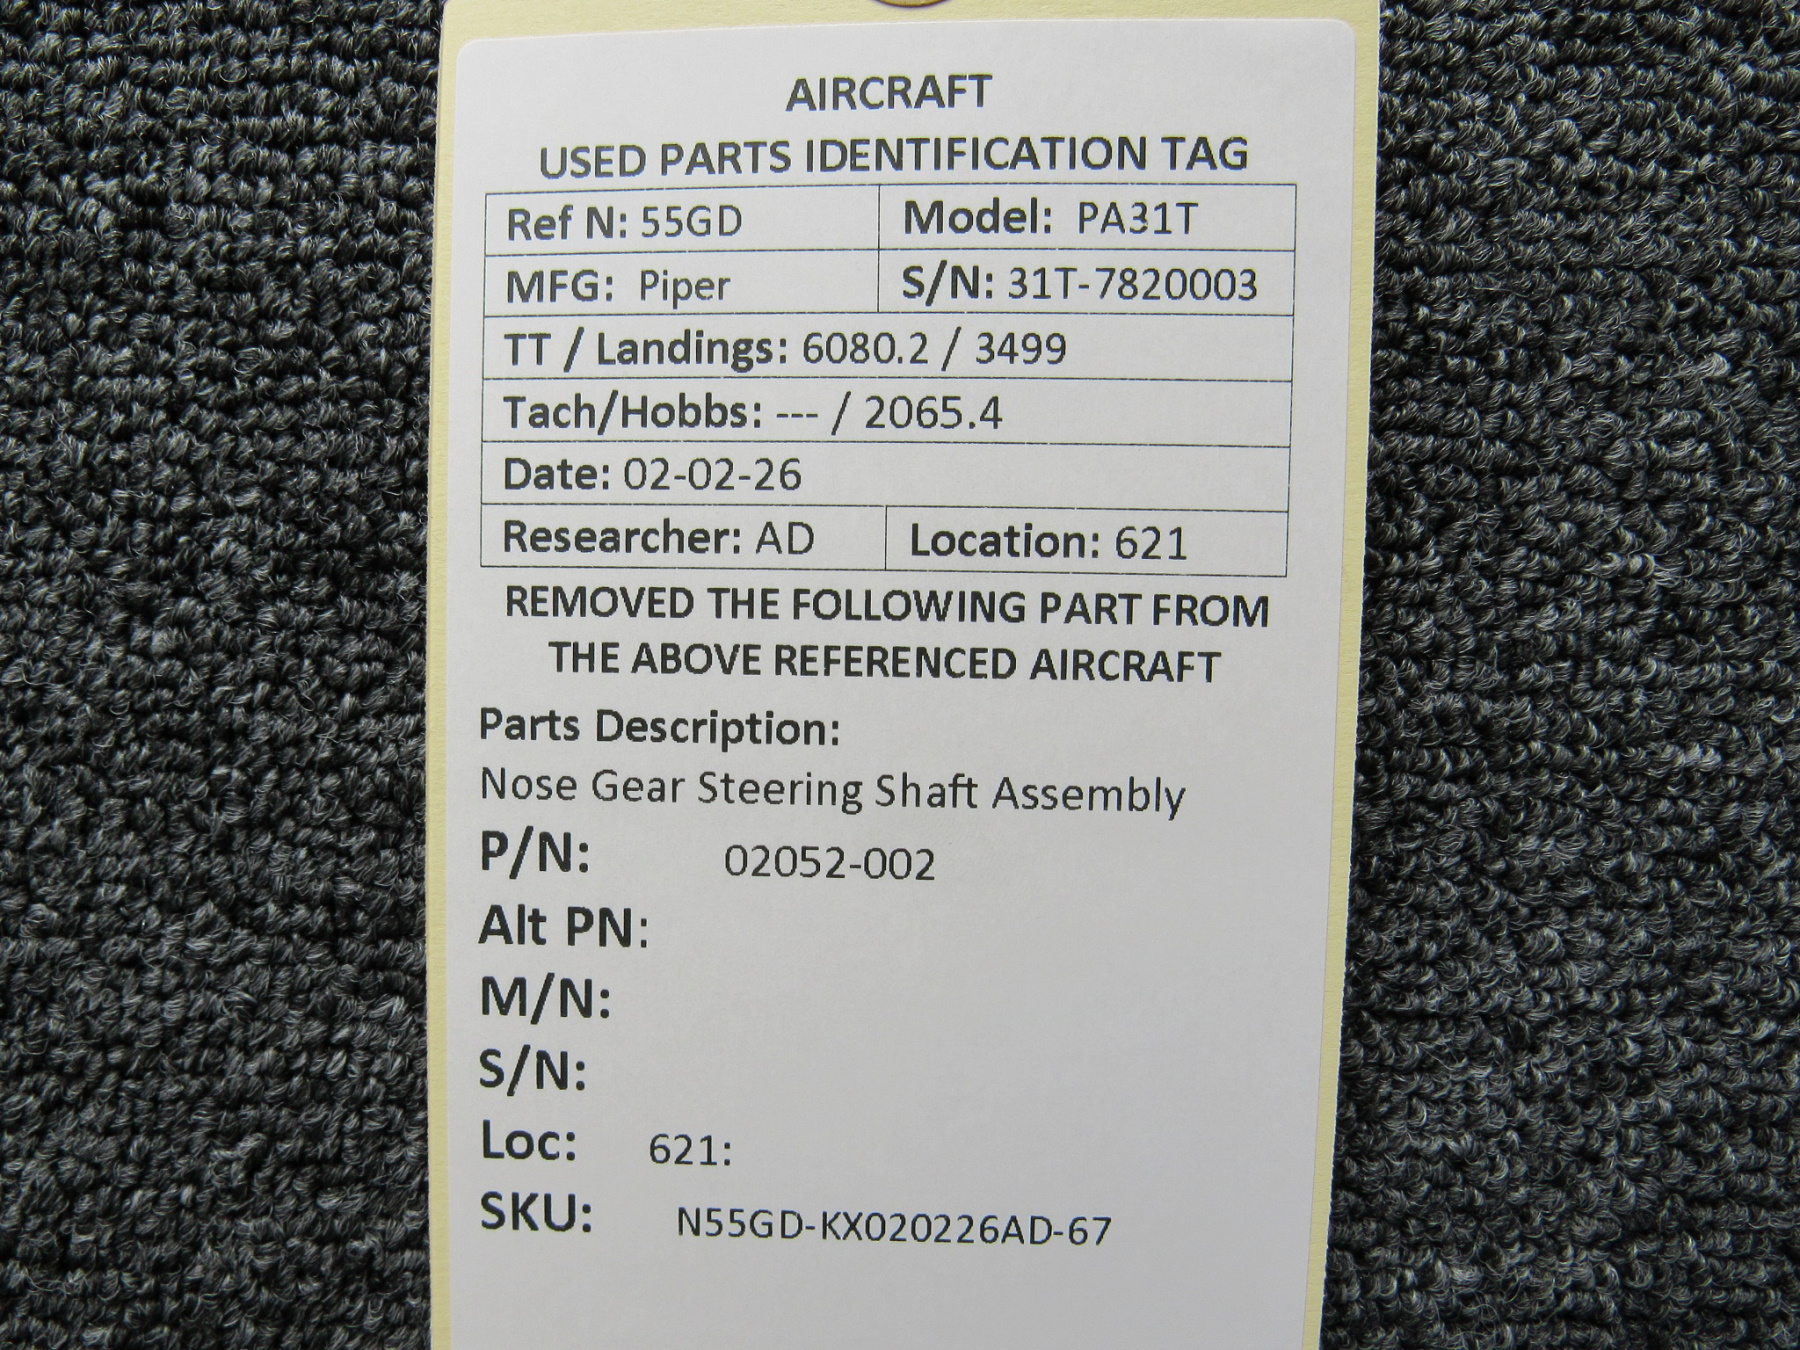 AIRCRAFT
USED PARTS IDENTIFICATION TAG
Ref N: 55GD Model: PA31T
MFG: Piper S/N: 31T-7820003
TT / Landings: 6080.2 / 3499
Tach/Hobbs: --- / 2065.4
Date: 02-02-26
Researcher: AD Location: 621
REMOVED THE FOLLOWING PART FROM
THE ABOVE REFERENCED AIRCRAFT
Parts Description:
Nose Gear Steering Shaft Assembly
P/N: 02052-002
Alt PN:
M/N:
S/N:
Loc: 621:
SKU: N55GD-KX020226AD-67